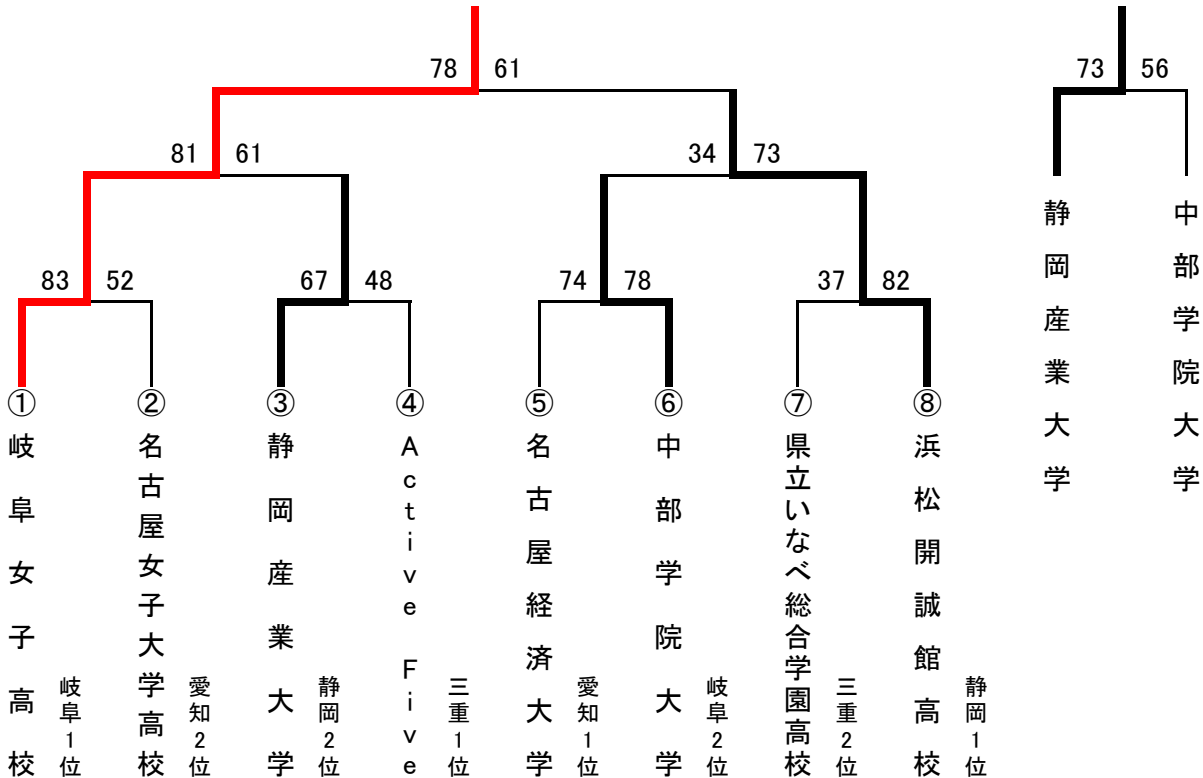 78 61
73 56
81 61
34 73
83 52
67 48
74 78
37 82
① 岐阜女子高校 岐阜1位
② 名古屋女子大学高校 愛知2位
③ 静岡産業大学 静岡2位
④ Active Five 三重1位
⑤ 名古屋経済大学 愛知1位
⑥ 中部学院大学 岐阜2位
⑦ 県立いなべ総合学園高校 三重2位
⑧ 浜松開誠館高校 静岡1位
静岡産業大学
中部学院大学